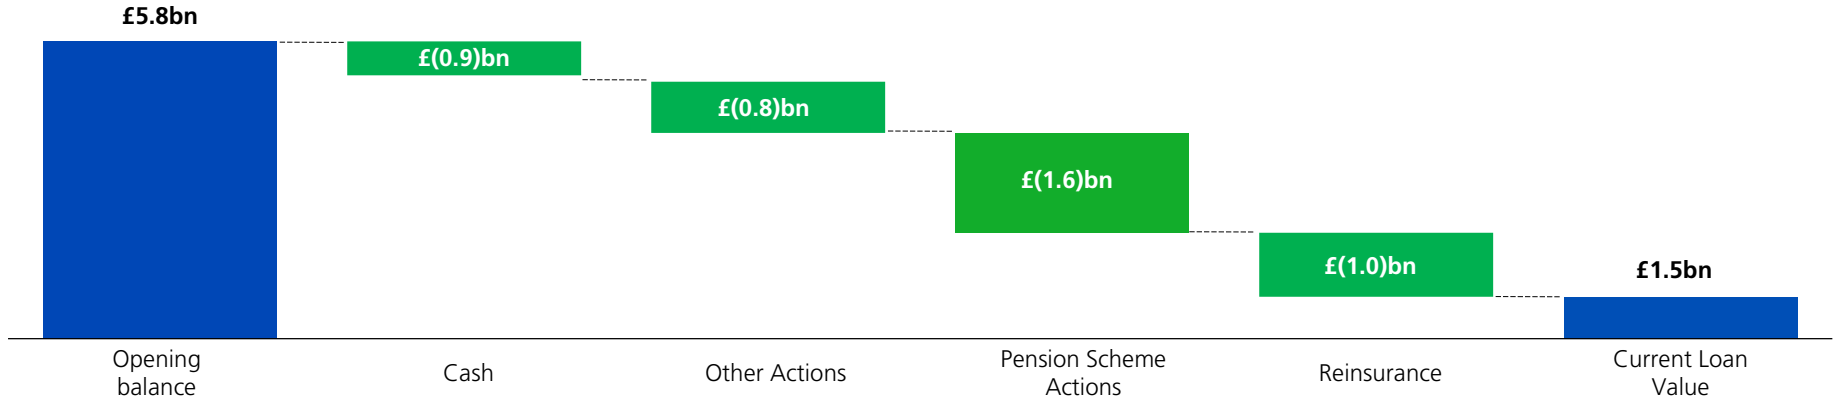 £5.8bn
£(0.9)bn
£(0.8)bn
£(1.6)bn
£(1.0)bn
£1.5bn
Opening
balance
Cash
Other Actions
Pension Scheme
Actions
Reinsurance
Current Loan
Value